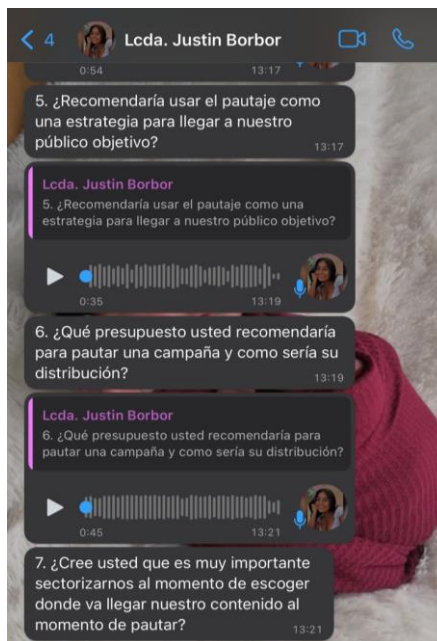 4 Lcda. Justin Borbor
0:54 13:17
5. ¿Recomendaría usar el pautaje como
una estrategia para llegar a nuestro
público objetivo?
13:17
Lcda. Justin Borbor
5. ¿Recomendaría usar el pautaje como una
estrategia para llegar a nuestro público objetivo?
0:35 13:19
6. ¿Qué presupuesto usted recomendaría
para pautar una campaña y como sería su
distribución?
13:19
Lcda. Justin Borbor
6. ¿Qué presupuesto usted recomendaría para
pautar una campaña y como sería su distribución?
0:45 13:21
7. ¿Cree usted que es muy importante
sectorizarnos al momento de escoger
donde va llegar nuestro contenido al
momento de pautar?
13:21